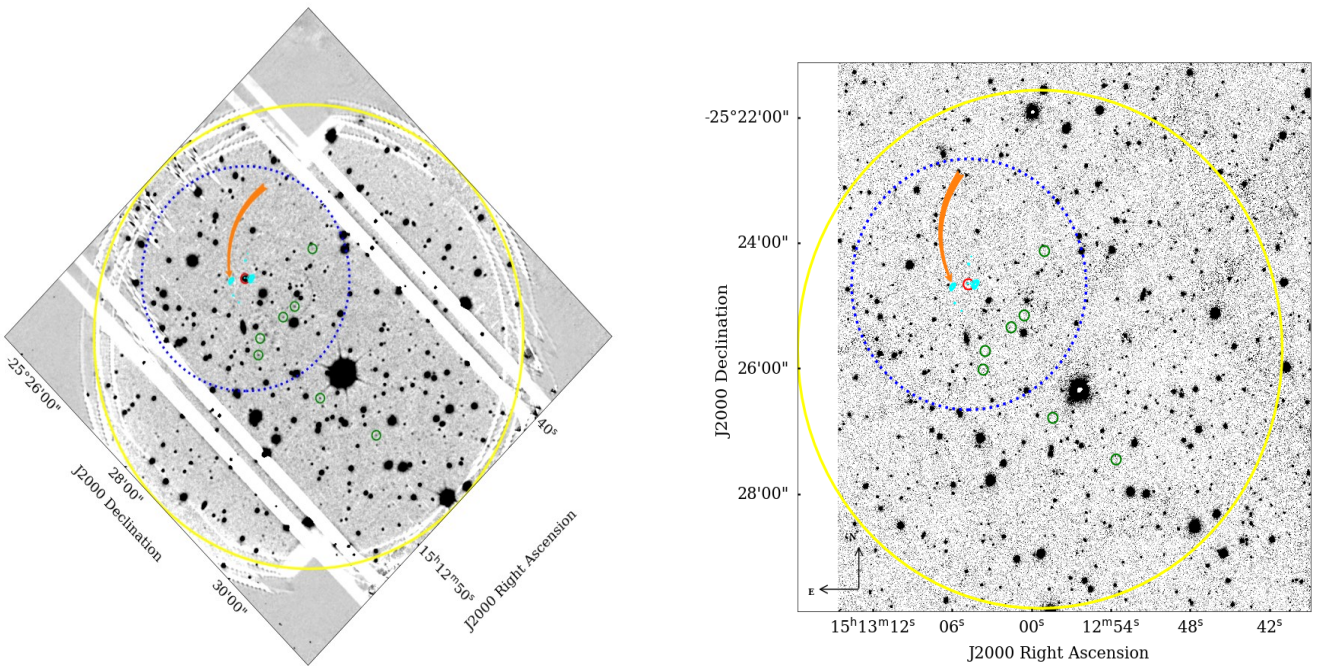 -25°26'00"
28'00"
30'00"
J2000 Declination
40ˢ
15ʰ12ᵐ50ˢ
J2000 Right Ascension
-25°22'00"
24'00"
26'00"
28'00"
J2000 Declination
N
E
15ʰ13ᵐ12ˢ 06ˢ 00ˢ 12ᵐ54ˢ 48ˢ 42ˢ
J2000 Right Ascension